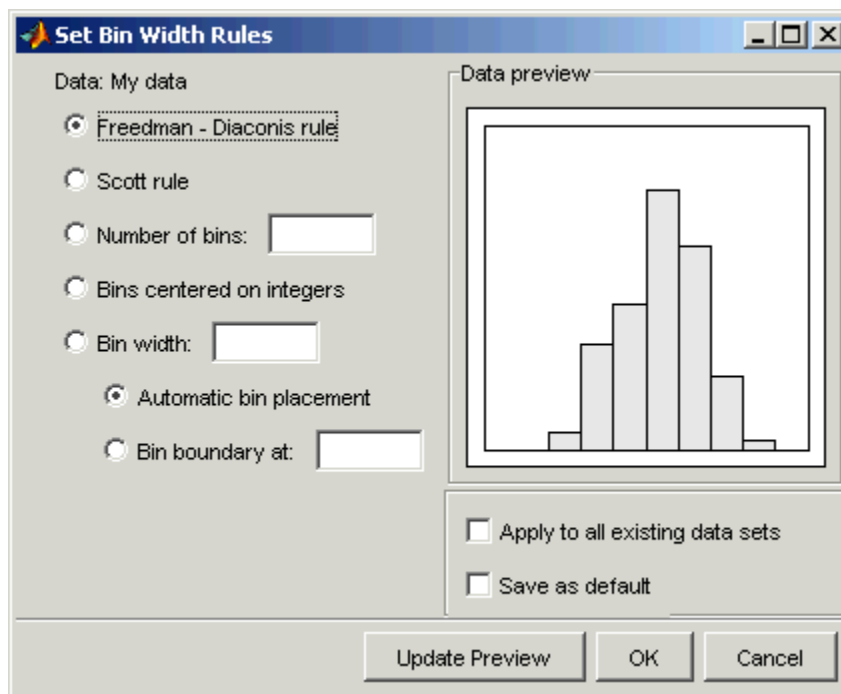 Set Bin Width Rules
Data: My data
Freedman - Diaconis rule
Scott rule
Number of bins:
Bins centered on integers
Bin width:
Automatic bin placement
Bin boundary at:
Data preview
Apply to all existing data sets
Save as default
Update Preview
OK
Cancel